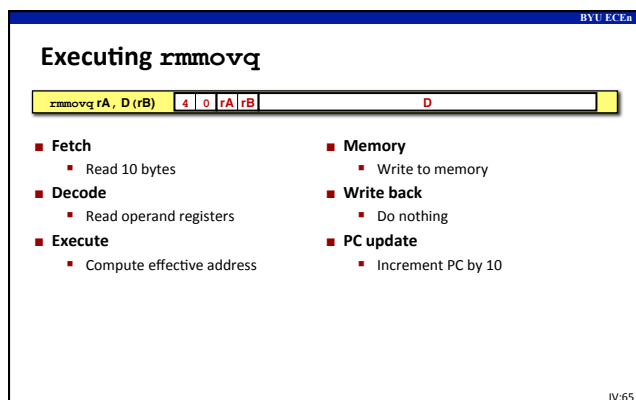 BYU ECEn
Executing rmmovq
rmmovq rA, D(rB) 4 0 rA rB D
■ Fetch
▪ Read 10 bytes
■ Decode
▪ Read operand registers
■ Execute
▪ Compute effective address
■ Memory
▪ Write to memory
■ Write back
▪ Do nothing
■ PC update
▪ Increment PC by 10
IV:65